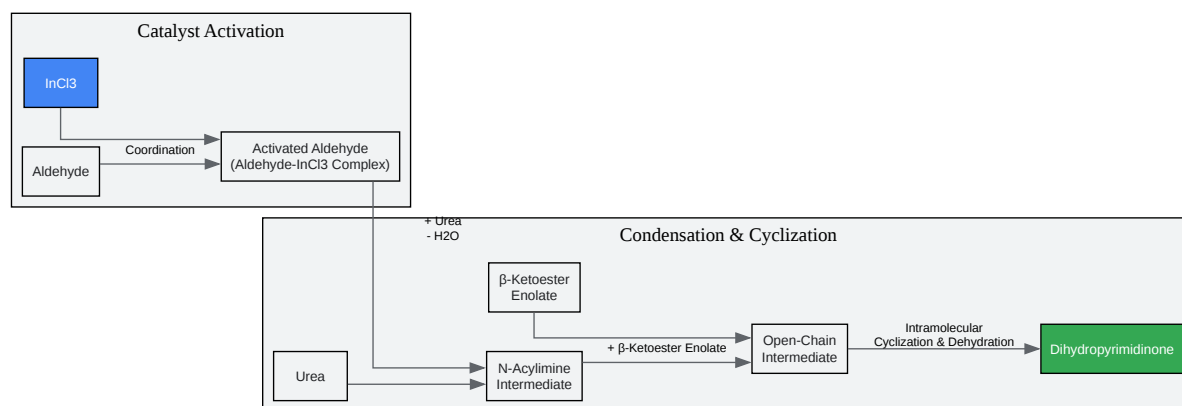 Catalyst Activation
InCl3
Coordination
Aldehyde
Activated Aldehyde
(Aldehyde-InCl3 Complex)
+ Urea
- H2O
Condensation & Cyclization
β-Ketoester
Enolate
+ β-Ketoester Enolate
Urea
N-Acylimine
Intermediate
Open-Chain
Intermediate
Intramolecular
Cyclization & Dehydration
Dihydropyrimidinone